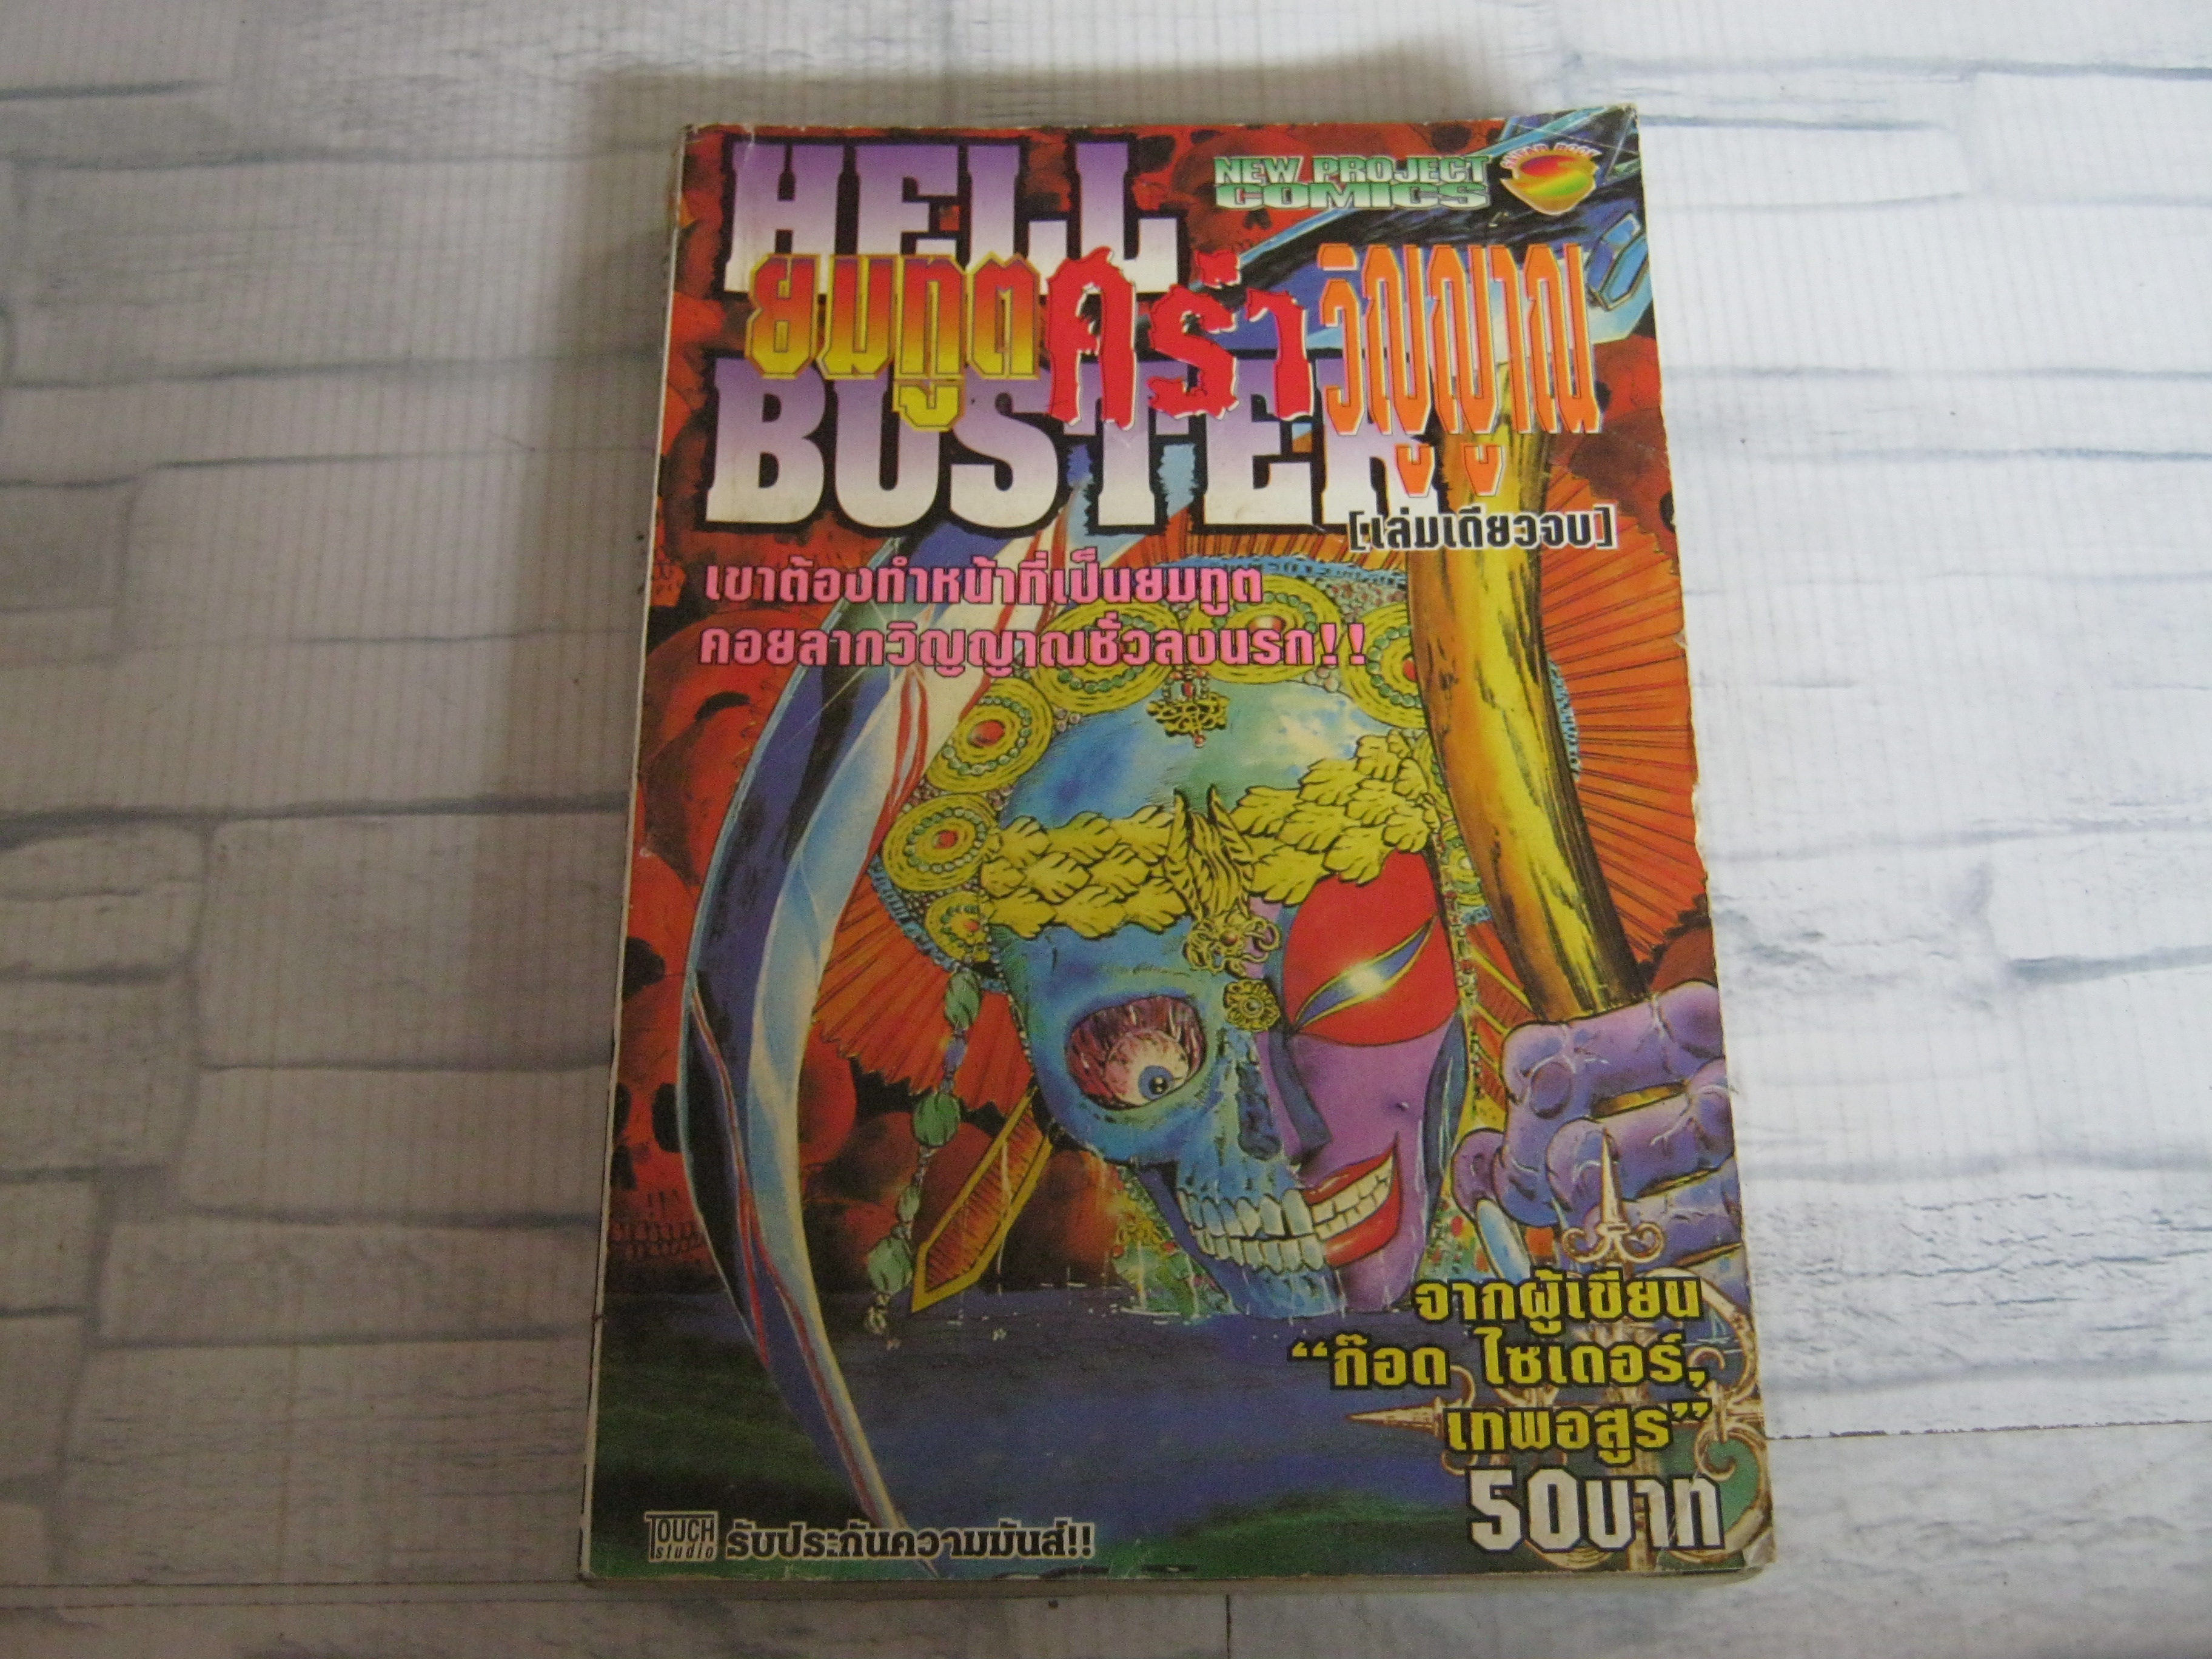 HELL
NEW PROJECT
COMICS
ยมทูตคร่าวิญญาณ
BUSTER
[เล่มเดียวจบ]
เขาต้องทำหน้าที่เป็นยมทูต
คอยลากวิญญาณชั่วลงนรก!!
จากผู้เขียน
“ก๊อด ไซเดอร์,
เทพอสูร”
50บาท
TOUCH
studio
รับประกันความมันส์!!